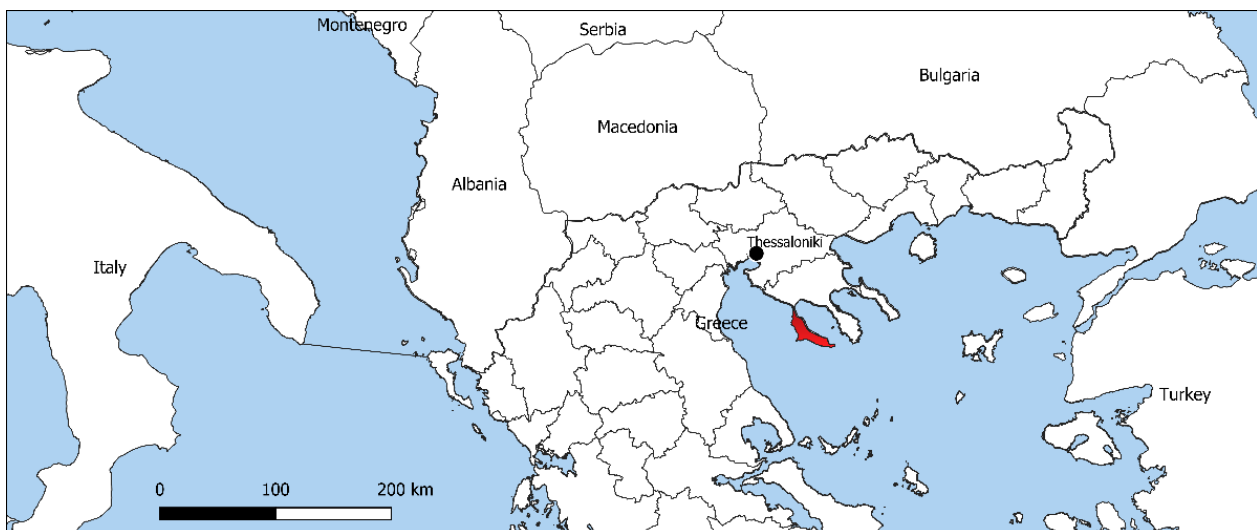 Montenegro
Serbia
Bulgaria
Macedonia
Albania
Thessaloniki
Italy
Greece
Turkey
0 100 200 km